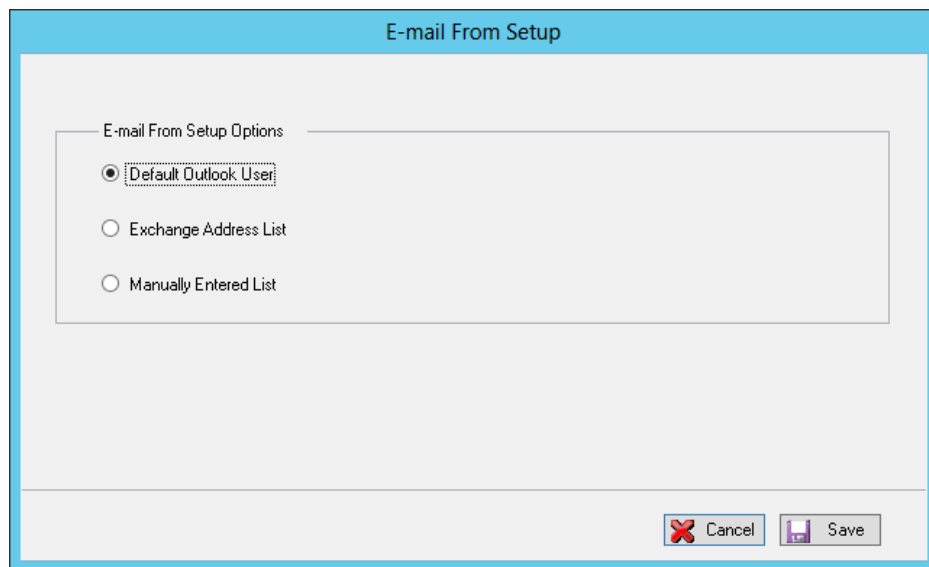 E-mail From Setup
E-mail From Setup Options
Default Outlook User
Exchange Address List
Manually Entered List
Cancel Save